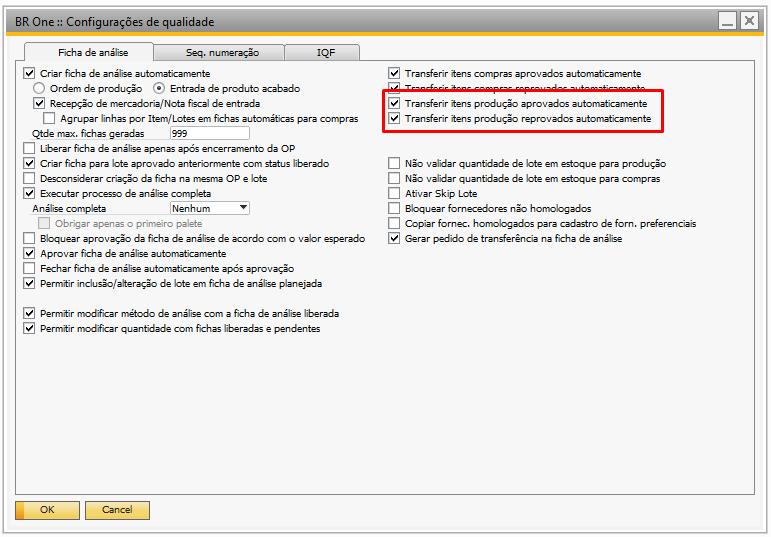 BR One :: Configurações de qualidade
Ficha de análise
Seq. numeração
IQF
Criar ficha de análise automaticamente
Ordem de produção
Entrada de produto acabado
Recepção de mercadoria/Nota fiscal de entrada
Agrupar linhas por Item/Lotes em fichas automáticas para compras
Qtde max. fichas geradas
999
Liberar ficha de análise apenas após encerramento da OP
Criar ficha para lote aprovado anteriormente com status liberado
Desconsiderar criação da ficha na mesma OP e lote
Executar processo de análise completa
Análise completa
Nenhum
Obrigar apenas o primeiro palete
Bloquear aprovação da ficha de análise de acordo com o valor esperado
Aprovar ficha de análise automaticamente
Fechar ficha de análise automaticamente após aprovação
Permitir inclusão/alteração de lote em ficha de análise planejada
Permitir modificar método de análise com a ficha de análise liberada
Permitir modificar quantidade com fichas liberadas e pendentes
Transferir itens compras aprovados automaticamente
Transferir itens compras reprovados automaticamente
Transferir itens produção aprovados automaticamente
Transferir itens produção reprovados automaticamente
Não validar quantidade de lote em estoque para produção
Não validar quantidade de lote em estoque para compras
Ativar Skip Lote
Bloquear fornecedores não homologados
Copiar fornec. homologados para cadastro de forn. preferenciais
Gerar pedido de transferência na ficha de análise
OK
Cancel